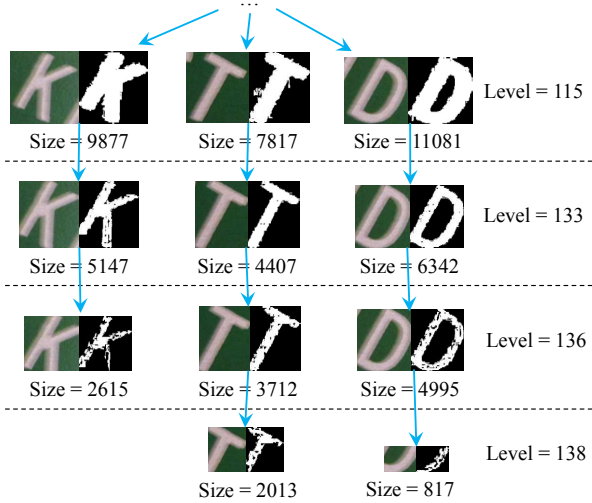 ...
K K T T D D Level = 115
Size = 9877 Size = 7817 Size = 11081
K K T T D D Level = 133
Size = 5147 Size = 4407 Size = 6342
K K T T D D Level = 136
Size = 2615 Size = 3712 Size = 4995
T T Level = 138
Size = 2013 Size = 817